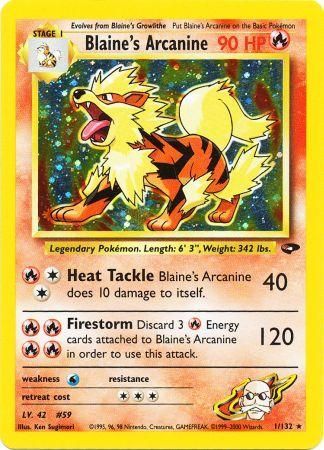 Evolves from Blaine's Growlithe Put Blaine's Arcanine on the Basic Pokémon
STAGE 1
Blaine's Arcanine 90 HP
Legendary Pokémon. Length: 6' 3", Weight: 342 lbs.
Heat Tackle Blaine's Arcanine 40
does 10 damage to itself.
Firestorm Discard 3 Energy
cards attached to Blaine's Arcanine 120
in order to use this attack.
weakness resistance
retreat cost
LV. 42 #59
Illus. Ken Sugimori ©1995, 96, 98 Nintendo, Creatures, GAMEFREAK. ©1999-2000 Wizards. 1/132